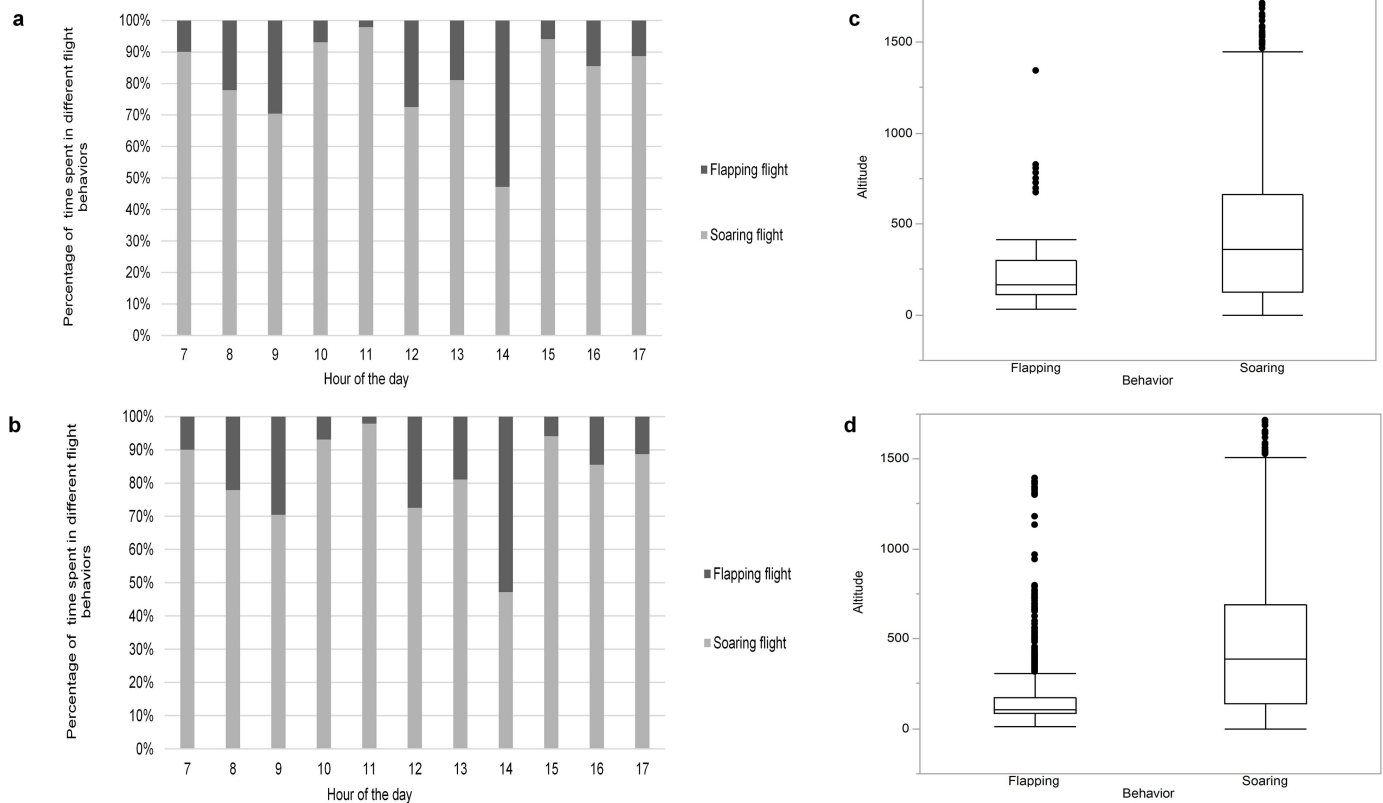 a
Percentage of time spent in different flight
behaviors
100%
90%
80%
70%
60%
50%
40%
30%
20%
10%
0%
7 8 9 10 11 12 13 14 15 16 17
Hour of the day
Flapping flight
Soaring flight
c
Altitude
1500
1000
500
0
Flapping Soaring
Behavior
b
Percentage of time spent in different flight
behaviors
100%
90%
80%
70%
60%
50%
40%
30%
20%
10%
0%
7 8 9 10 11 12 13 14 15 16 17
Hour of the day
Flapping flight
Soaring flight
d
Altitude
1500
1000
500
0
Flapping Soaring
Behavior